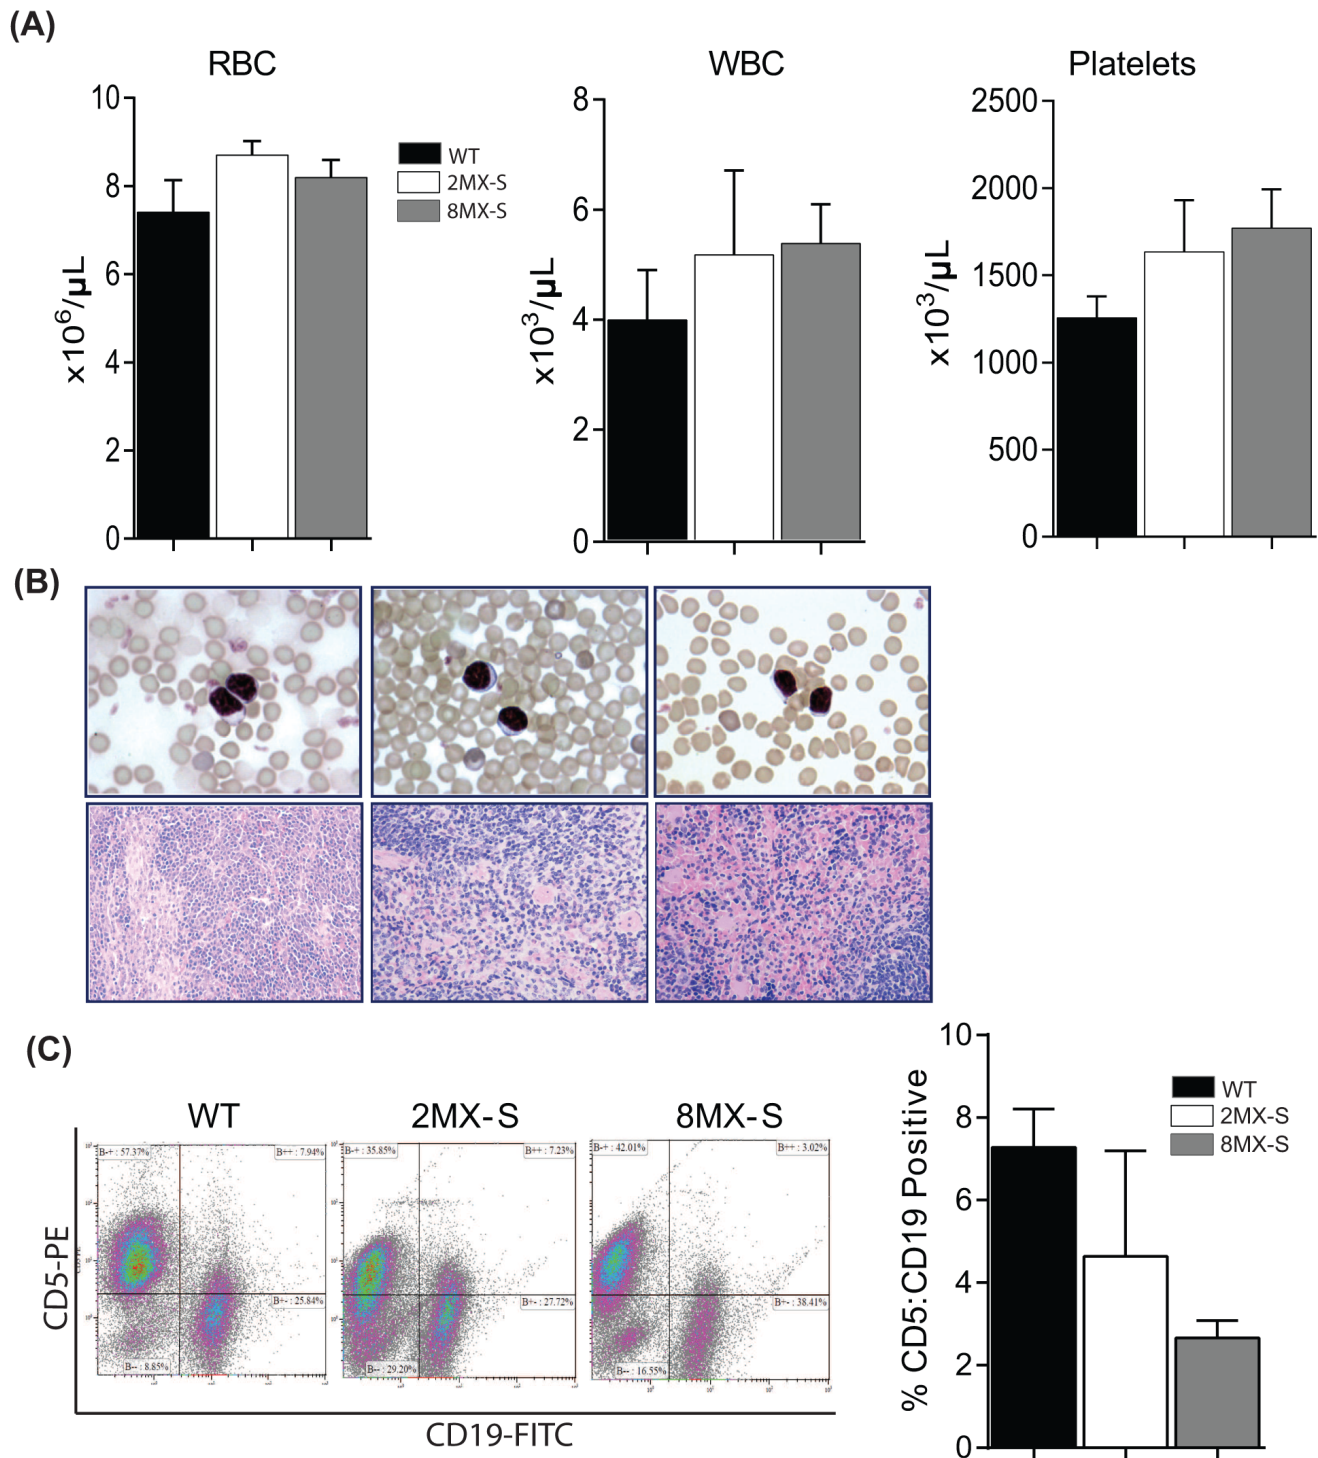 (A)
RBC
WBC
Platelets
10
8
6
4
2
0
x10⁶/µL
WT
2MX-S
8MX-S
8
6
4
2
0
x10³/µL
2500
2000
1500
1000
500
0
x10³/µL
(B)
(C)
WT
2MX-S
8MX-S
B-+ : 57.37%
B++ : 7.94%
B+- : 25.84%
B-- : 8.85%
B-+ : 35.85%
B++ : 7.23%
B+- : 27.72%
B-- : 29.20%
B-+ : 42.01%
B++ : 3.02%
B+- : 38.41%
B-- : 16.55%
CD5-PE
CD19-FITC
10
8
6
4
2
0
% CD5:CD19 Positive
WT
2MX-S
8MX-S